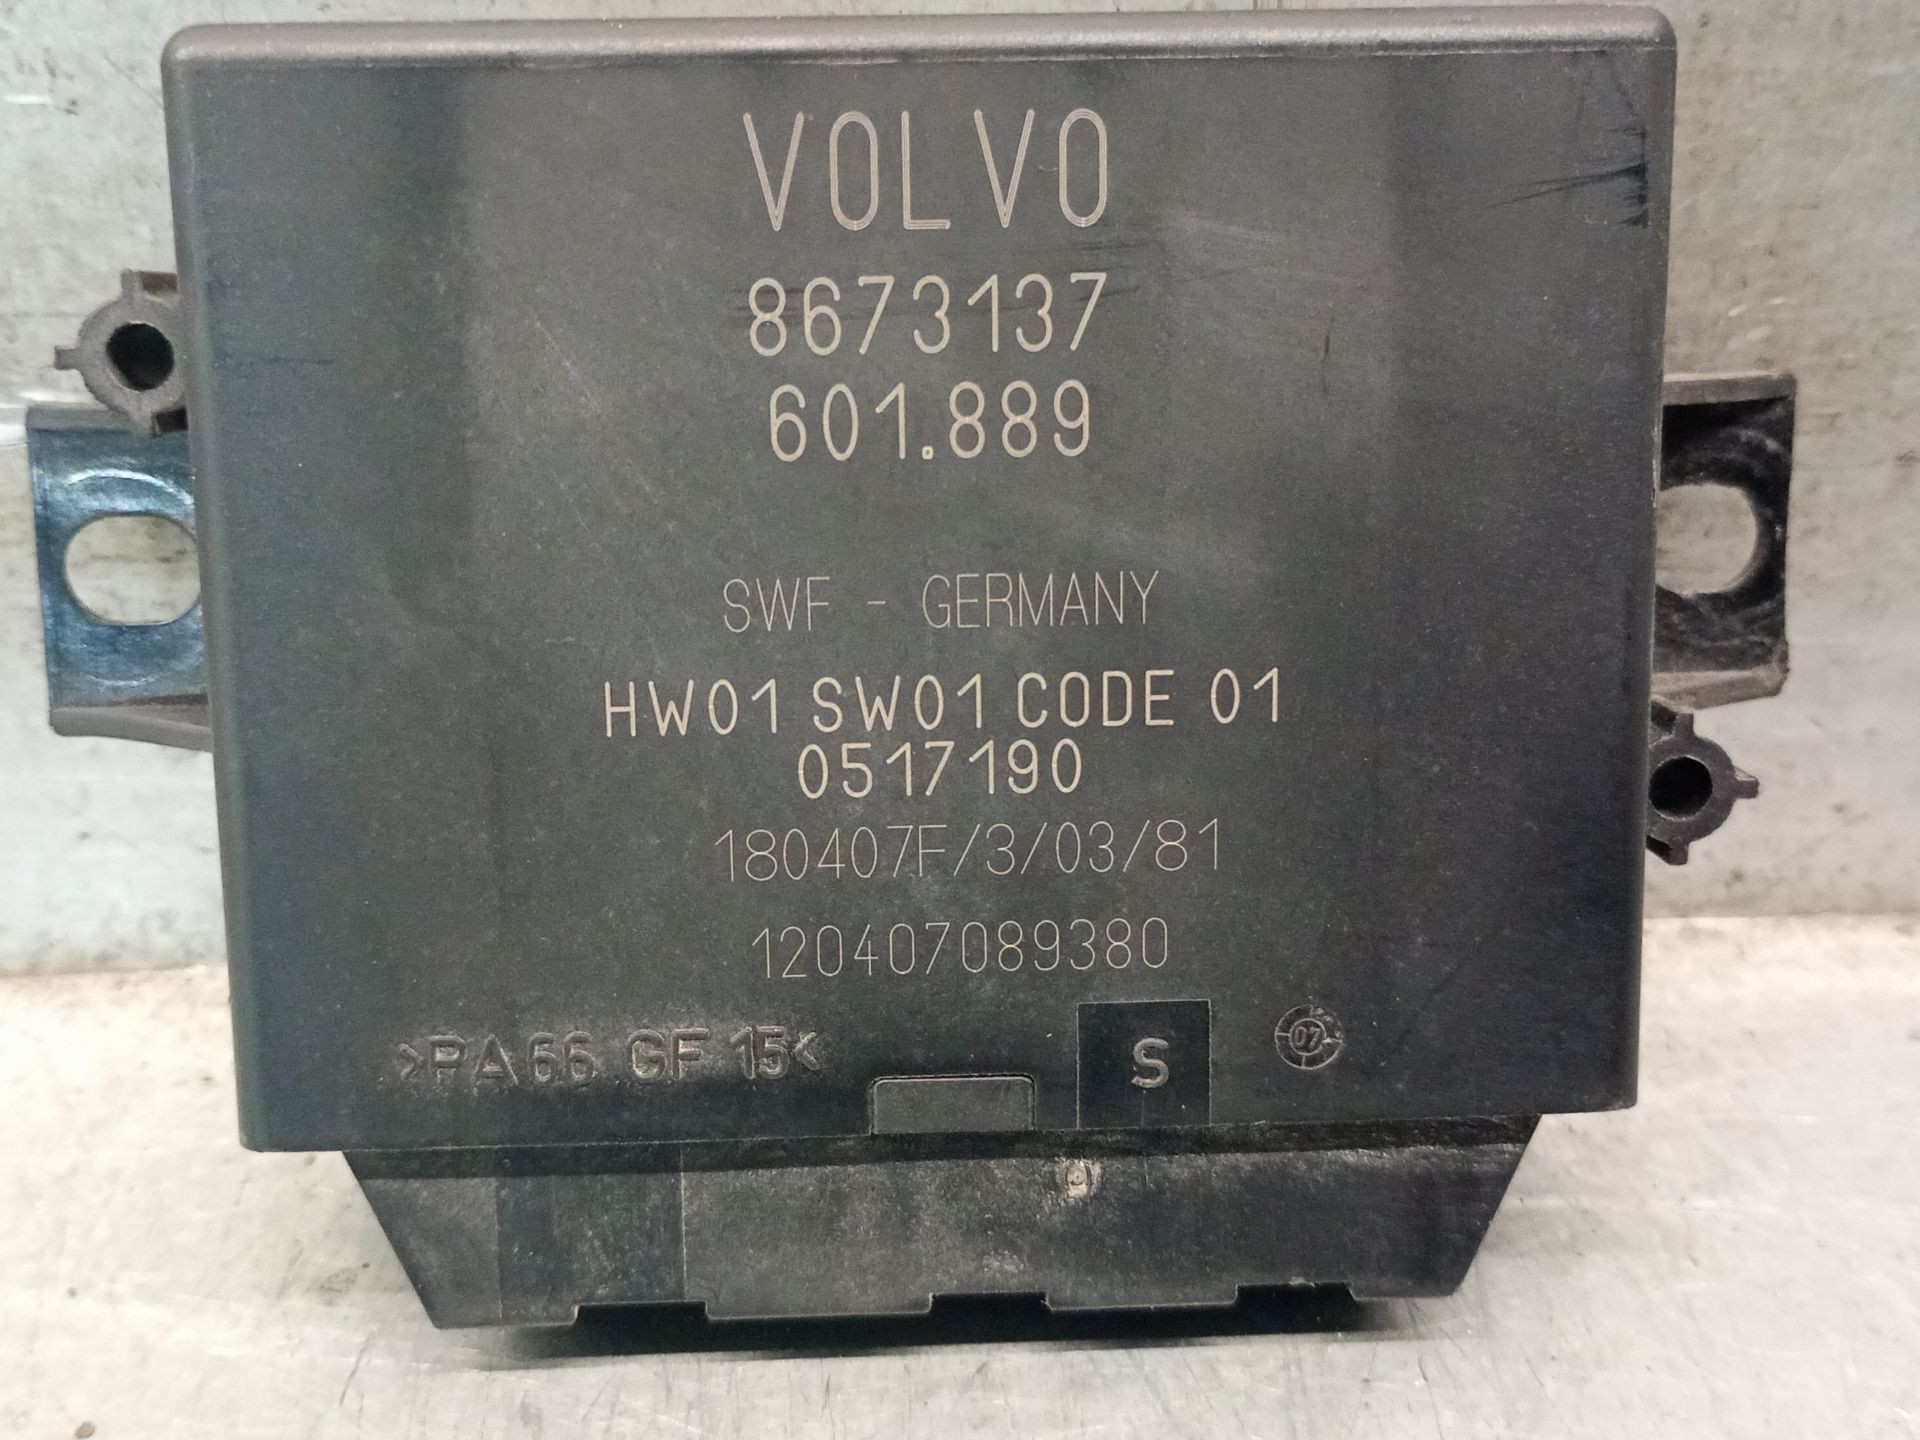 VOLVO
8673137
601.889
SWF - GERMANY
HW01 SW01 CODE 01
0517190
180407F/3/03/81
120407089380
>PA66 GF 15<
S
07